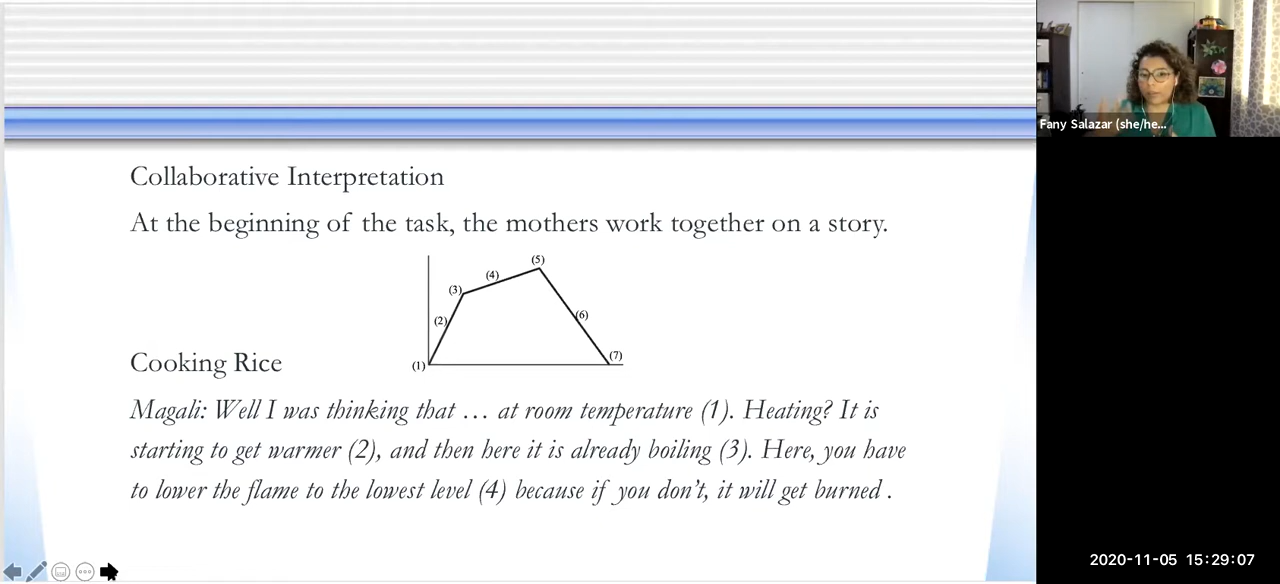 Fany Salazar (she/he...
Collaborative Interpretation
At the beginning of the task, the mothers work together on a story.
(5)
(4)
(3)
(2)
(6)
(7)
(1)
Cooking Rice
Magali: Well I was thinking that … at room temperature (1). Heating? It is
starting to get warmer (2), and then here it is already boiling (3). Here, you have
to lower the flame to the lowest level (4) because if you don't, it will get burned .
2020-11-05 15:29:07